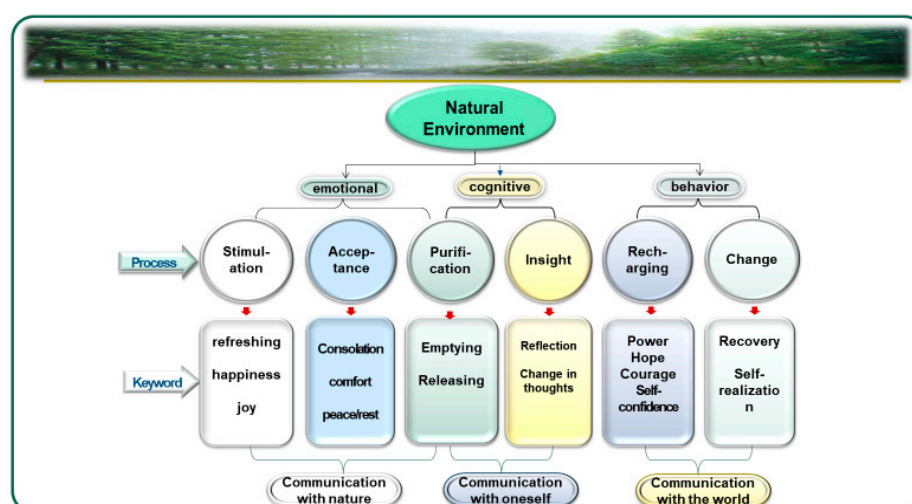 Natural
Environment
emotional
cognitive
behavior
Process
Stimul-
ation
Accep-
tance
Purifi-
cation
Insight
Rech-
arging
Change
Keyword
refreshing
happiness
joy
Consolation
comfort
peace/rest
Emptying
Releasing
Reflection
Change in
thoughts
Power
Hope
Courage
Self-
confidence
Recovery
Self-
realizatio
n
Communication
with nature
Communication
with oneself
Communication
with the world